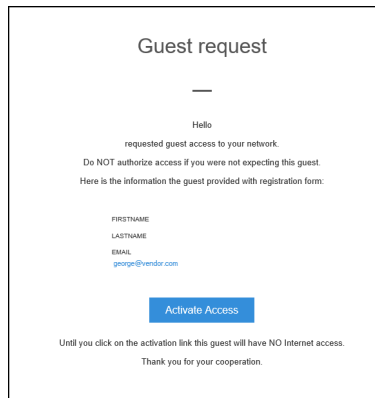 Guest request
Hello
requested guest access to your network.
Do NOT authorize access if you were not expecting this guest.
Here is the information the guest provided with registration form:
FIRSTNAME
LASTNAME
EMAIL
george@vendor.com
Activate Access
Until you click on the activation link this guest will have NO Internet access.
Thank you for your cooperation.